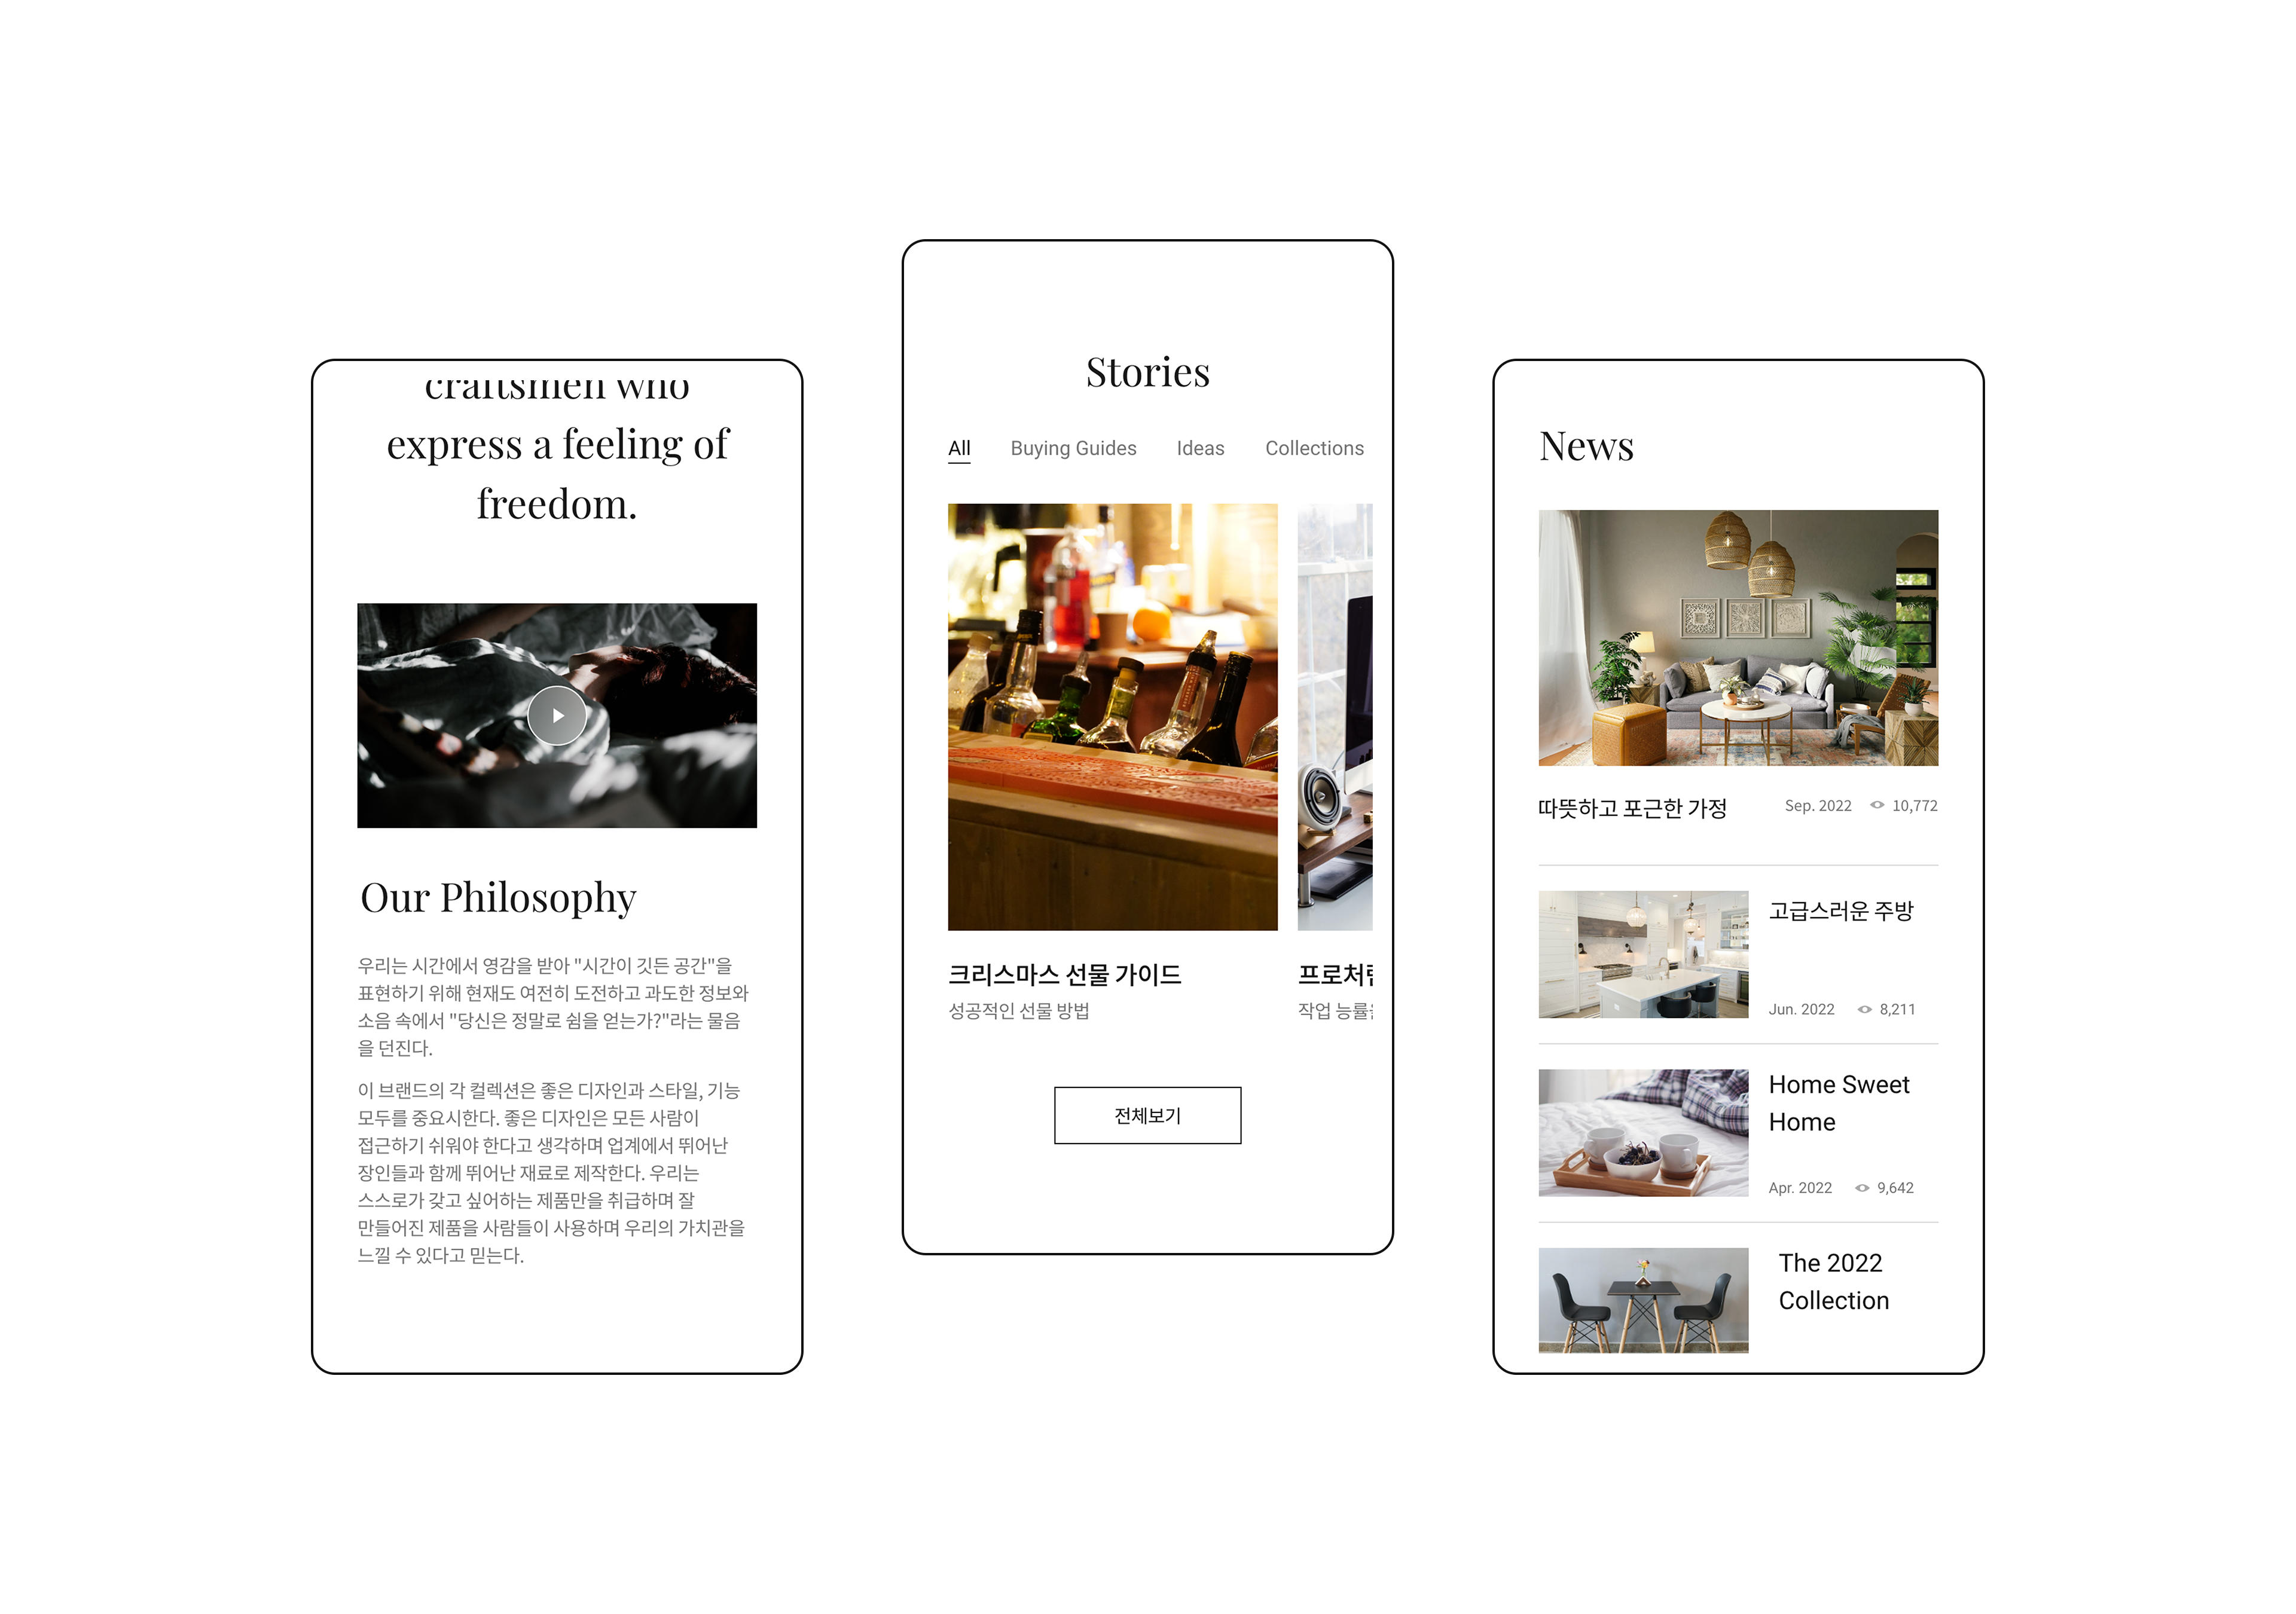 craftsmen who
express a feeling of
freedom.
Our Philosophy
우리는 시간에서 영감을 받아 "시간이 깃든 공간"을
표현하기 위해 현재도 여전히 도전하고 과도한 정보와
소음 속에서 "당신은 정말로 쉼을 얻는가?"라는 물음
을 던진다.
이 브랜드의 각 컬렉션은 좋은 디자인과 스타일, 기능
모두를 중요시한다. 좋은 디자인은 모든 사람이
접근하기 쉬워야 한다고 생각하며 업계에서 뛰어난
장인들과 함께 뛰어난 재료로 제작한다. 우리는
스스로가 갖고 싶어하는 제품만을 취급하며 잘
만들어진 제품을 사람들이 사용하며 우리의 가치관을
느낄 수 있다고 믿는다.
Stories
All Buying Guides Ideas Collections
크리스마스 선물 가이드
성공적인 선물 방법
프로처럼
작업 능률
전체보기
News
따뜻하고 포근한 가정
Sep. 2022 10,772
고급스러운 주방
Jun. 2022 8,211
Home Sweet
Home
Apr. 2022 9,642
The 2022
Collection